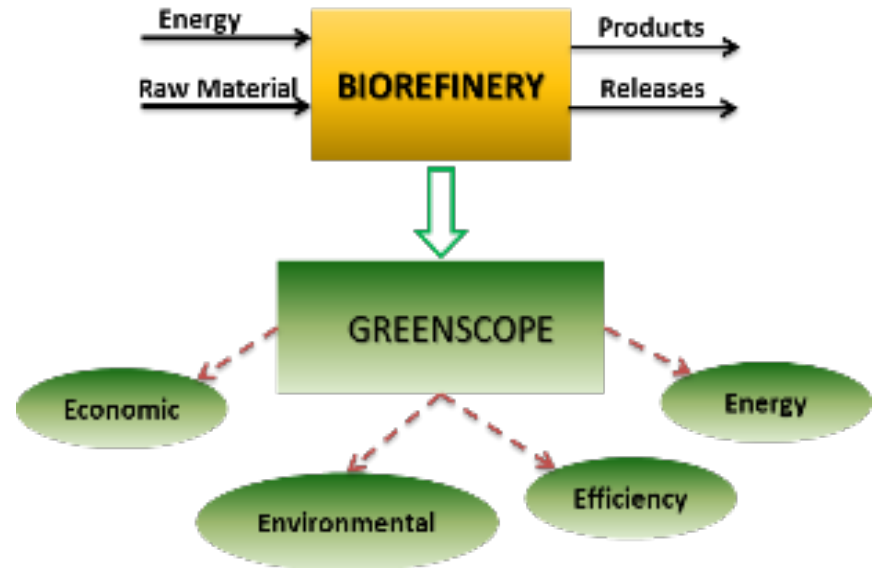 Energy
Products
Raw Material
BIOREFINERY
Releases
GREENSCOPE
Economic
Energy
Environmental
Efficiency